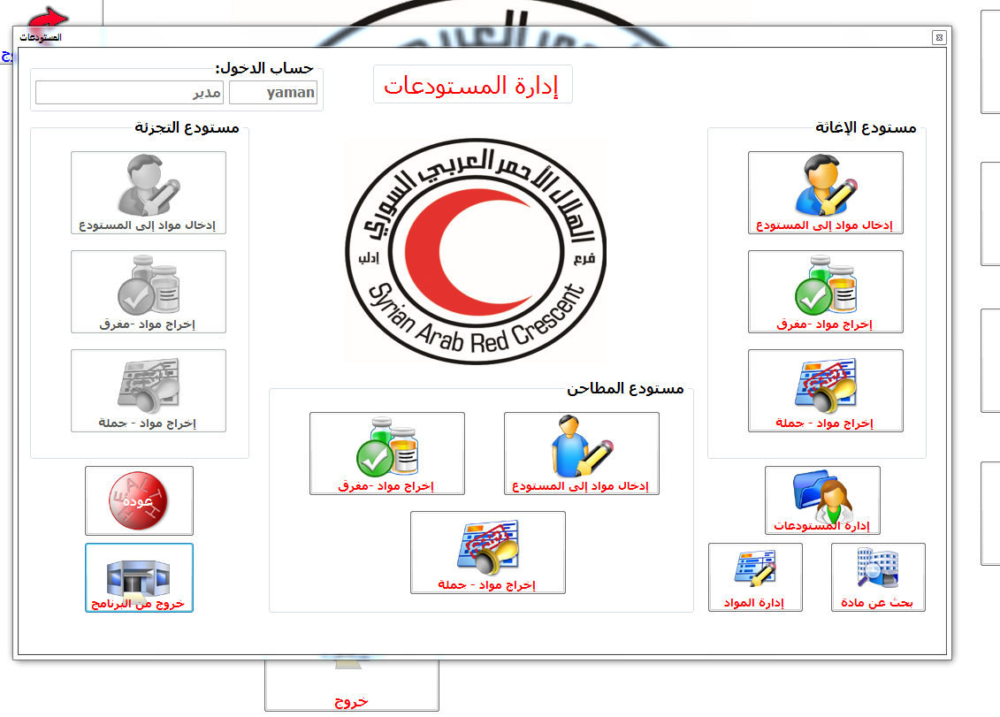 المستودعات
إدارة المستودعات
حساب الدخول:
yaman
مدير
مستودع الإغاثة
إدخال مواد إلى المستودع
إخراج مواد -مفرق
إخراج مواد - جملة
الهلال الأحمر العربي السوري
فرع
إدلب
Syrian Arab Red Crescent
مستودع التجزئة
إدخال مواد إلى المستودع
إخراج مواد -مفرق
إخراج مواد - جملة
مستودع المطاحن
إدخال مواد إلى المستودع
إخراج مواد -مفرق
إخراج مواد - جملة
إدارة المستودعات
بحث عن مادة
إدارة المواد
HEALTH
عودة
خروج من البرنامج
خروج